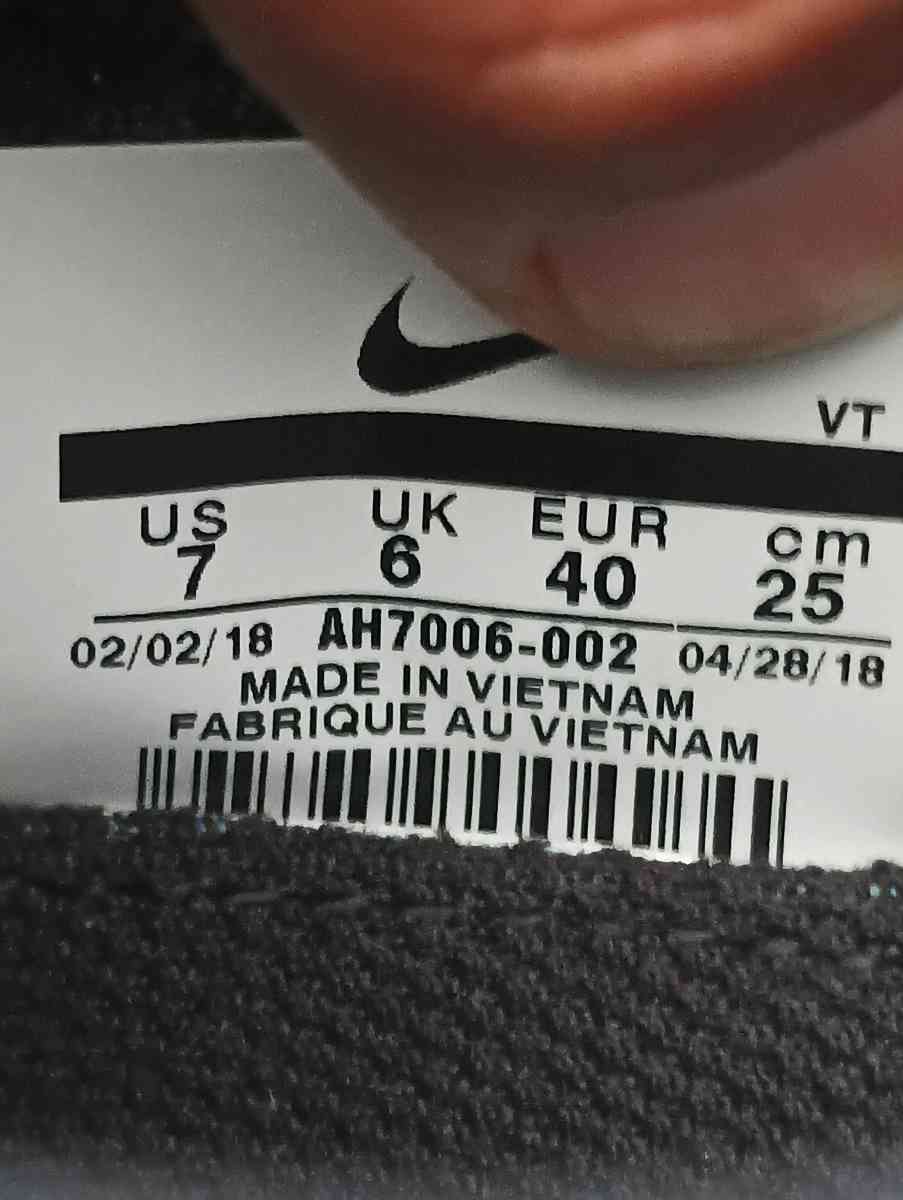 VT
US UK EUR cm
7 6 40 25
02/02/18 AH7006-002 04/28/18
MADE IN VIETNAM
FABRIQUE AU VIETNAM